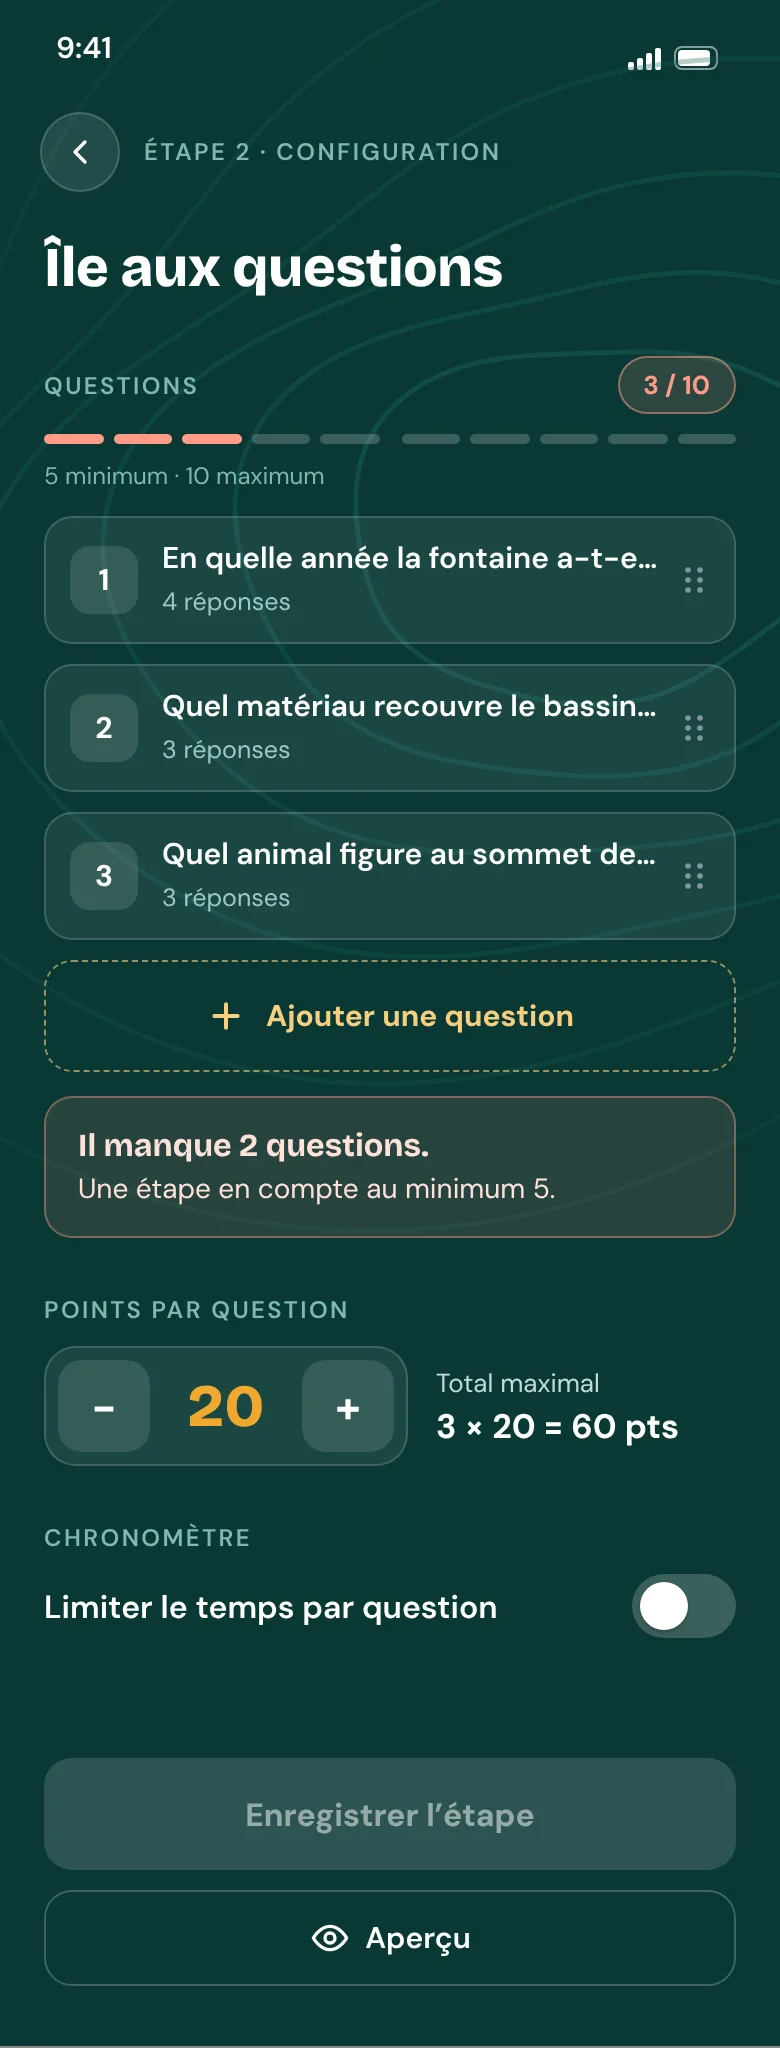 9:41
ÉTAPE 2 · CONFIGURATION
Île aux questions
QUESTIONS
3 / 10
5 minimum · 10 maximum
1
En quelle année la fontaine a-t-e...
4 réponses
2
Quel matériau recouvre le bassin...
3 réponses
3
Quel animal figure au sommet de...
3 réponses
+ Ajouter une question
Il manque 2 questions.
Une étape en compte au minimum 5.
POINTS PAR QUESTION
− 20 +
Total maximal
3 × 20 = 60 pts
CHRONOMÈTRE
Limiter le temps par question
Enregistrer l’étape
Aperçu